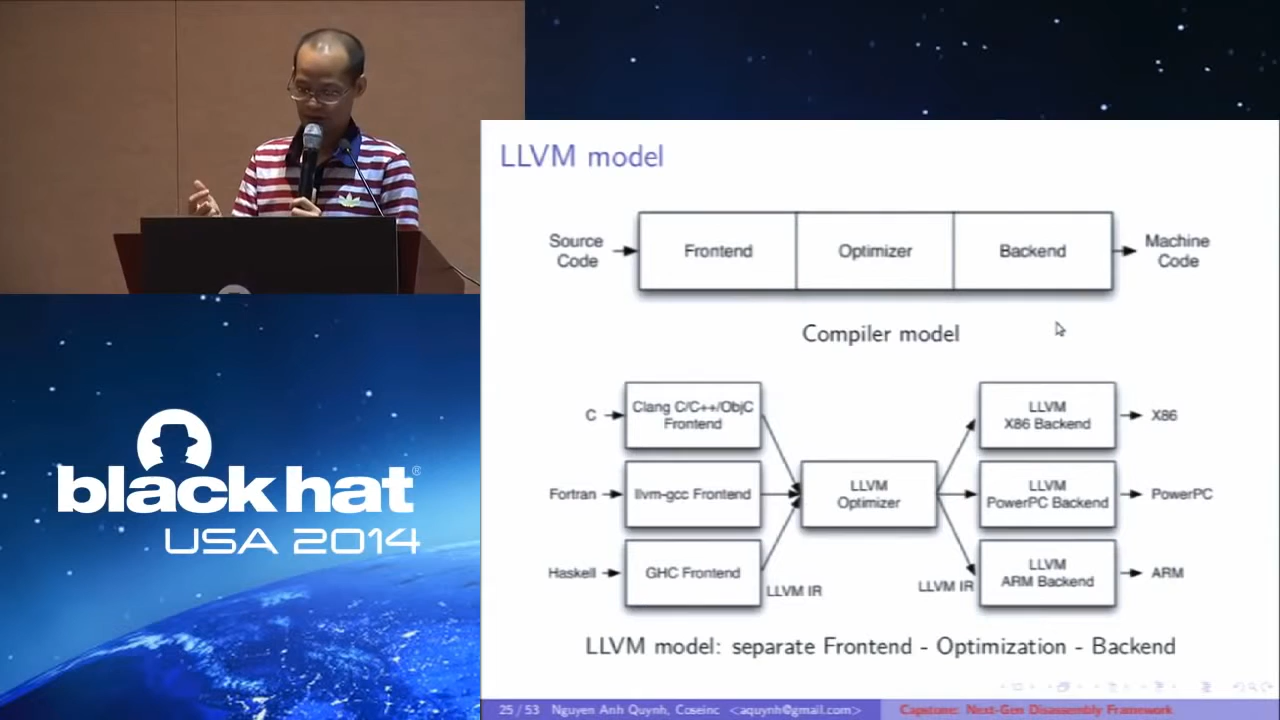 LLVM model
Source
Code
Frontend
Optimizer
Backend
Machine
Code
Compiler model
C
Clang C/C++/ObjC
Frontend
LLVM
X86 Backend
X86
Fortran
llvm-gcc Frontend
LLVM
Optimizer
LLVM
PowerPC Backend
PowerPC
Haskell
GHC Frontend
LLVM IR
LLVM IR
LLVM
ARM Backend
ARM
LLVM model: separate Frontend - Optimization - Backend
25 / 53 Nguyen Anh Quynh, Coseinc <aquynh@gmail.com>
Capstone: Next-Gen Disassembly Framework
black hat®
USA 2014